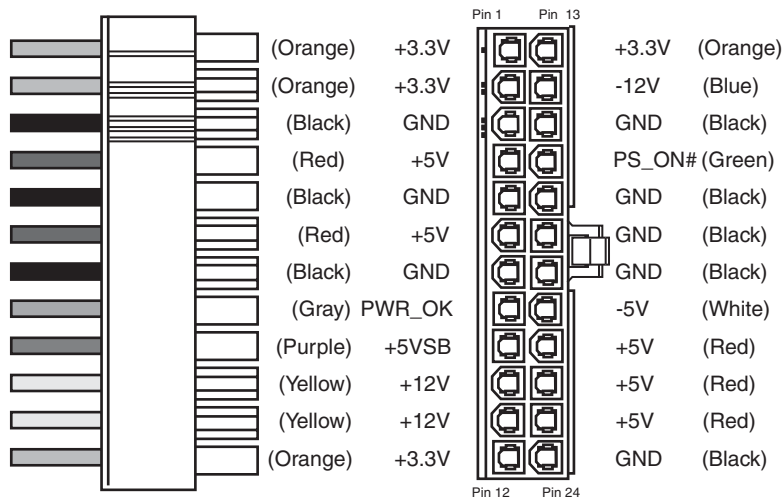 Pin 1 Pin 13
(Orange) +3.3V +3.3V (Orange)
(Orange) +3.3V -12V (Blue)
(Black) GND GND (Black)
(Red) +5V PS_ON# (Green)
(Black) GND GND (Black)
(Red) +5V GND (Black)
(Black) GND GND (Black)
(Gray) PWR_OK -5V (White)
(Purple) +5VSB +5V (Red)
(Yellow) +12V +5V (Red)
(Yellow) +12V +5V (Red)
(Orange) +3.3V GND (Black)
Pin 12 Pin 24